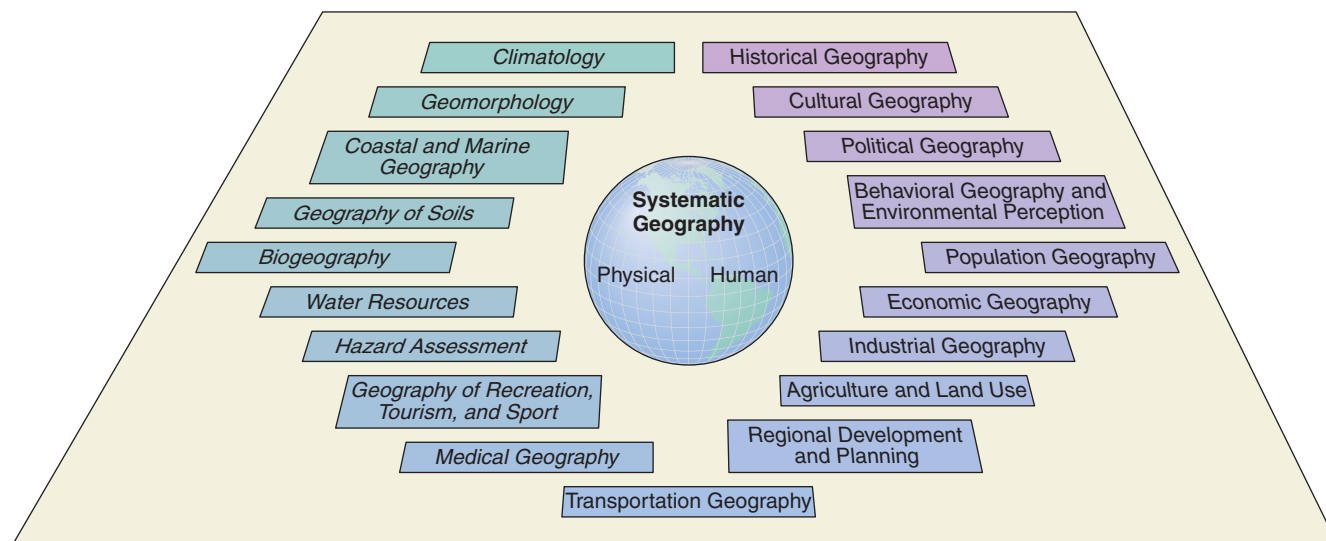 Climatology
Geomorphology
Coastal and Marine
Geography
Geography of Soils
Biogeography
Water Resources
Hazard Assessment
Geography of Recreation,
Tourism, and Sport
Medical Geography
Transportation Geography
Systematic
Geography
Physical
Human
Historical Geography
Cultural Geography
Political Geography
Behavioral Geography and
Environmental Perception
Population Geography
Economic Geography
Industrial Geography
Agriculture and Land Use
Regional Development
and Planning